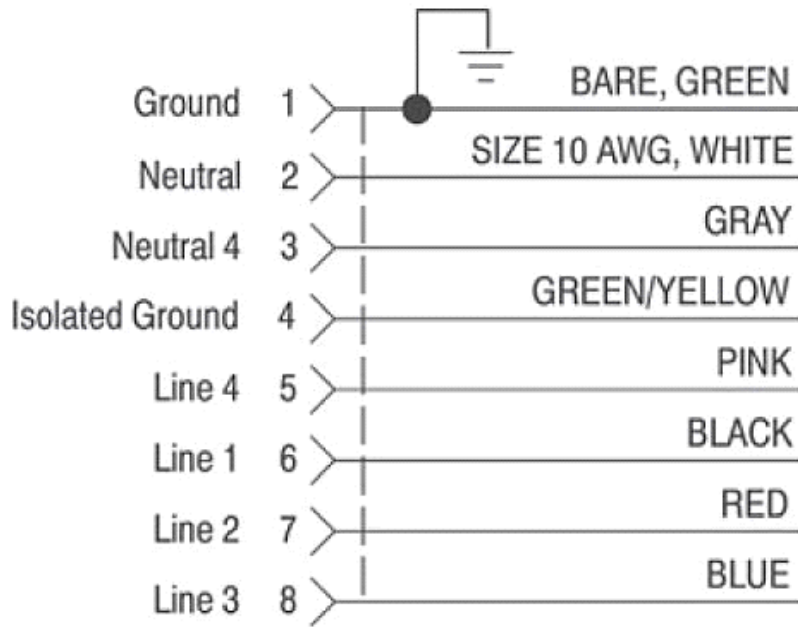 BARE, GREEN
Ground 1
SIZE 10 AWG, WHITE
Neutral 2
GRAY
Neutral 4 3
GREEN/YELLOW
Isolated Ground 4
PINK
Line 4 5
BLACK
Line 1 6
RED
Line 2 7
BLUE
Line 3 8